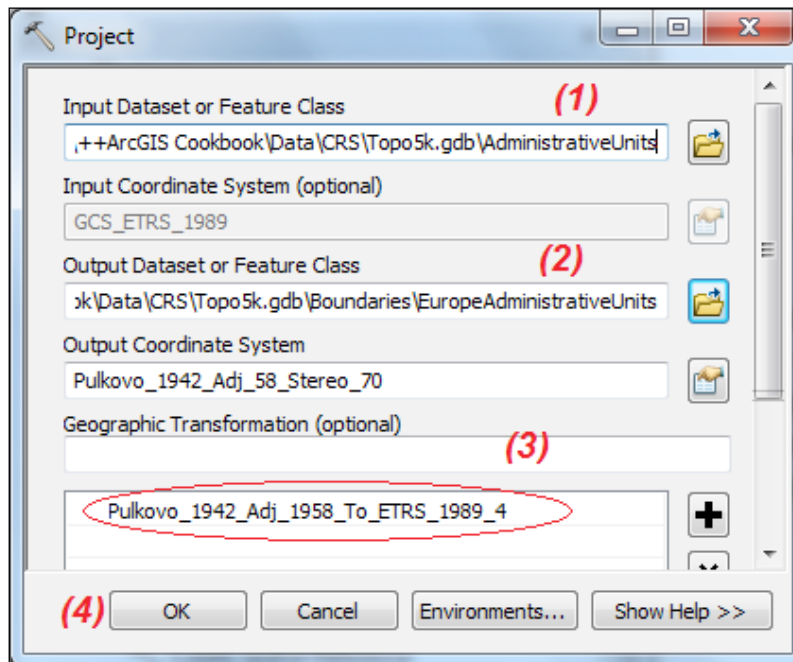 Project
Input Dataset or Feature Class (1)
++ArcGIS Cookbook\Data\CRS\Topo5k.gdb\AdministrativeUnits
Input Coordinate System (optional)
GCS_ETRS_1989
Output Dataset or Feature Class (2)
\Data\CRS\Topo5k.gdb\Boundaries\EuropeAdministrativeUnits
Output Coordinate System
Pulkovo_1942_Adj_58_Stereo_70
Geographic Transformation (optional)
(3)
Pulkovo_1942_Adj_1958_To_ETRS_1989_4
(4) OK Cancel Environments... Show Help >>